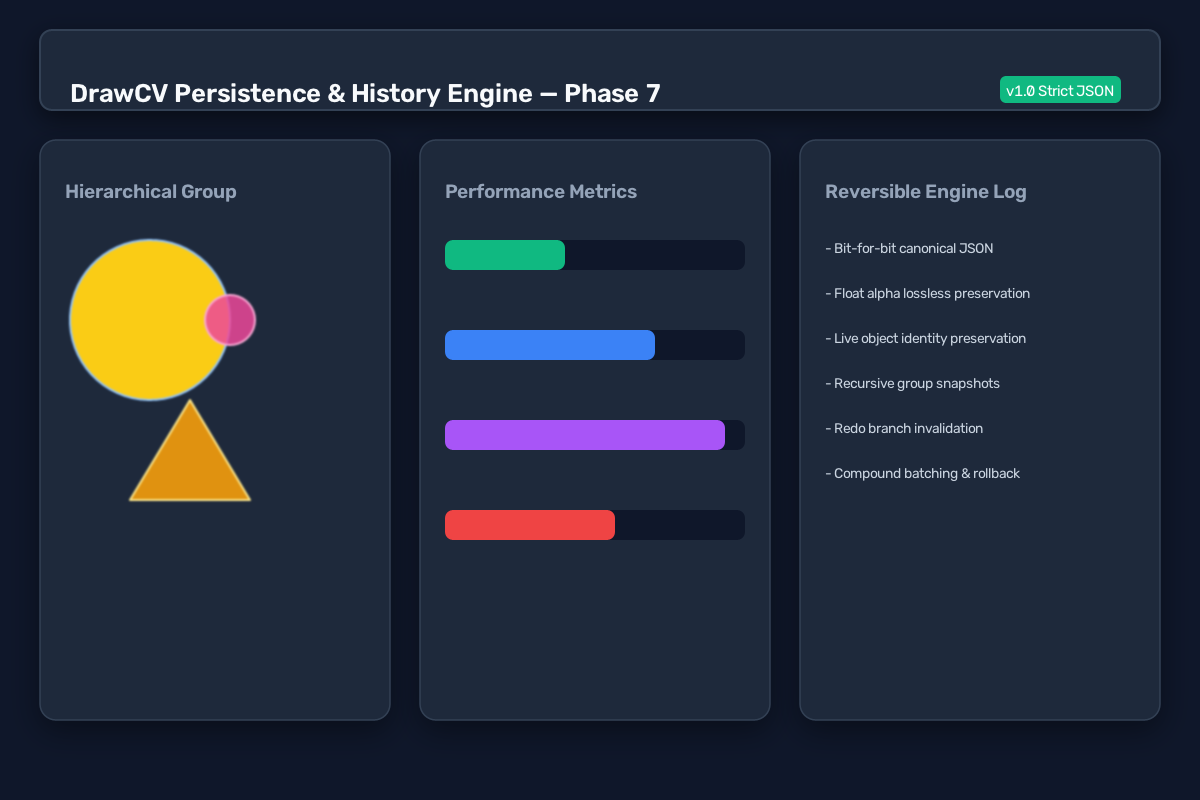 DrawCV Persistence & History Engine — Phase 7
v1.0 Strict JSON
Hierarchical Group
Performance Metrics
Reversible Engine Log
- Bit-for-bit canonical JSON
- Float alpha lossless preservation
- Live object identity preservation
- Recursive group snapshots
- Redo branch invalidation
- Compound batching & rollback